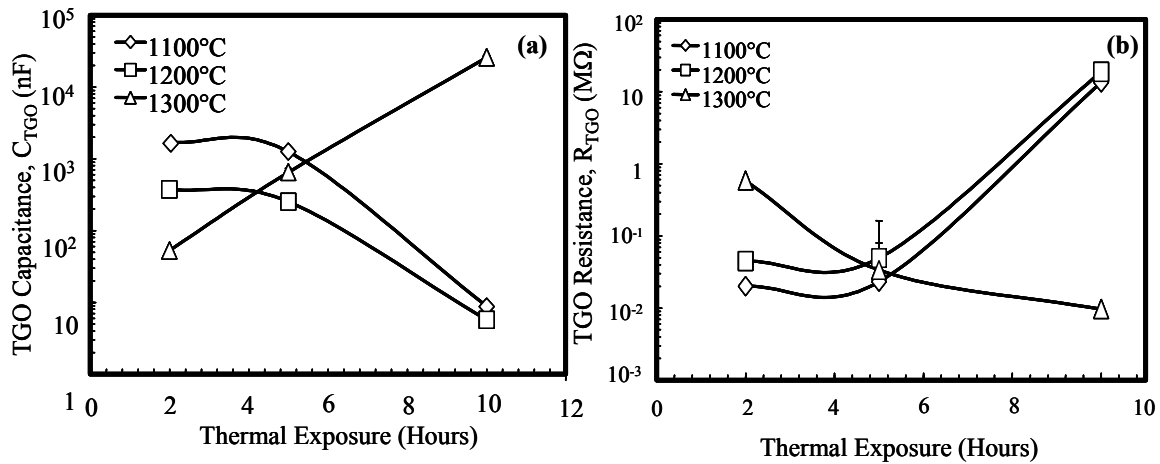 10⁵
10⁴
10³
10²
10
1
TGO Capacitance, C_TGO (nF)
1100°C
1200°C
1300°C
(a)
0 2 4 6 8 10 12
Thermal Exposure (Hours)
10²
10
1
10⁻¹
10⁻²
10⁻³
TGO Resistance, R_TGO (MΩ)
1100°C
1200°C
1300°C
(b)
0 2 4 6 8 10
Thermal Exposure (Hours)